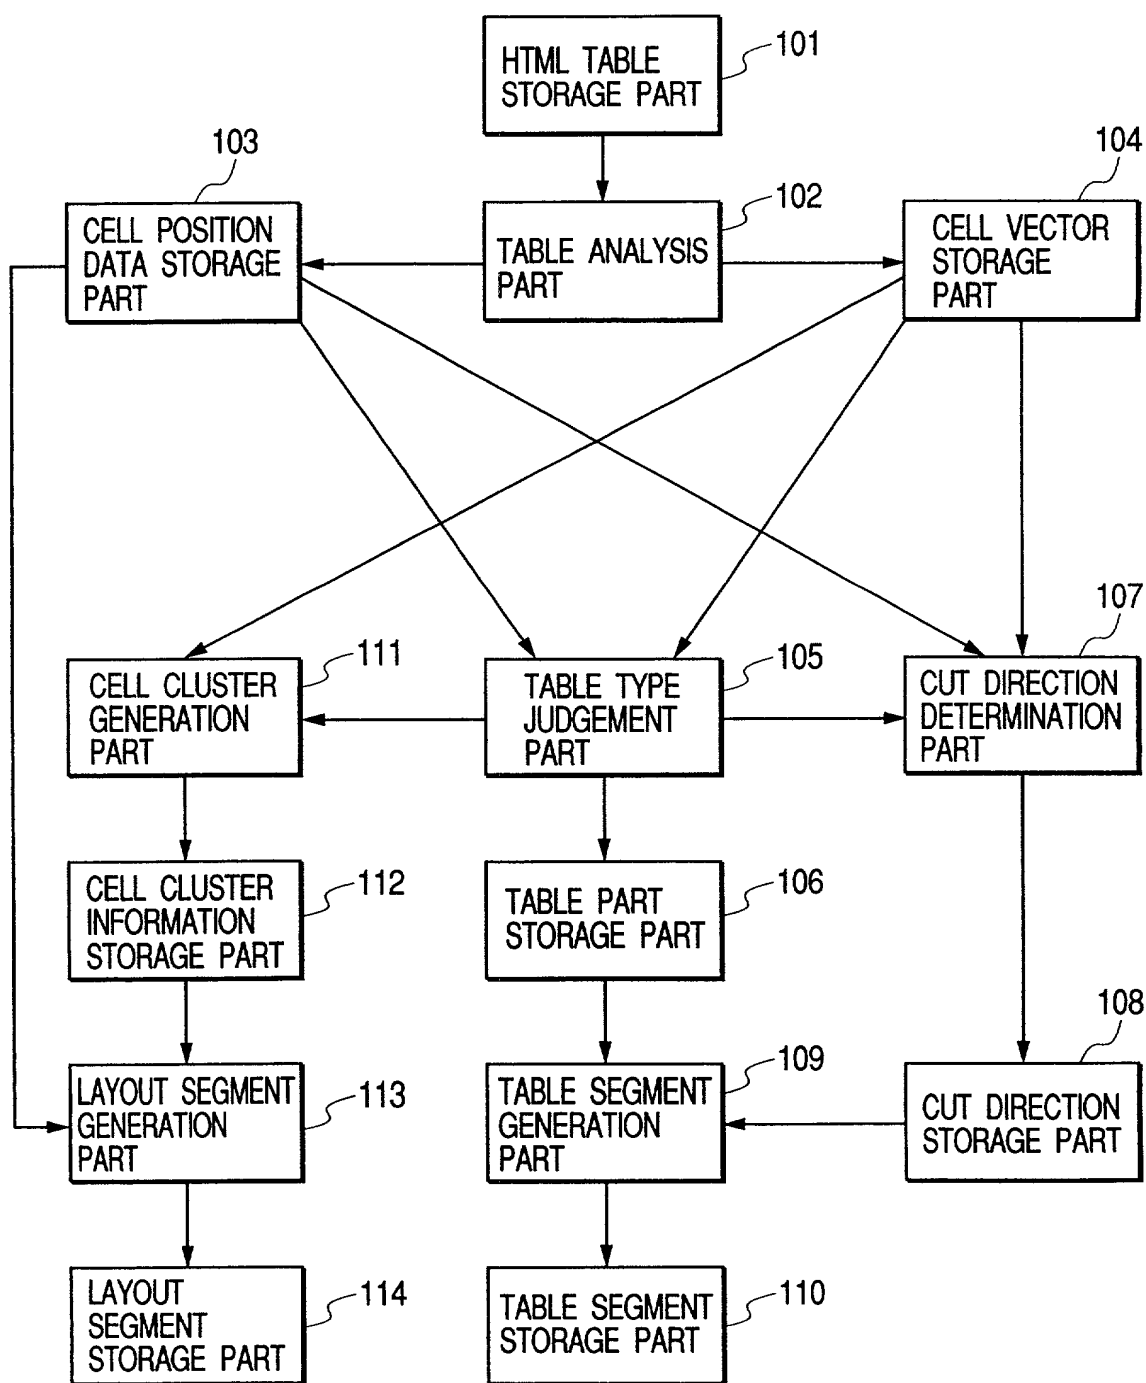 HTML TABLE
STORAGE PART
101
103
CELL POSITION
DATA STORAGE
PART
TABLE ANALYSIS
PART
102
104
CELL VECTOR
STORAGE
PART
CELL CLUSTER
GENERATION
PART
111
TABLE TYPE
JUDGEMENT
PART
105
107
CUT DIRECTION
DETERMINATION
PART
CELL CLUSTER
INFORMATION
STORAGE PART
112
TABLE PART
STORAGE PART
106
LAYOUT SEGMENT
GENERATION
PART
113
TABLE SEGMENT
GENERATION
PART
109
108
CUT DIRECTION
STORAGE PART
LAYOUT
SEGMENT
STORAGE PART
114
TABLE SEGMENT
STORAGE PART
110